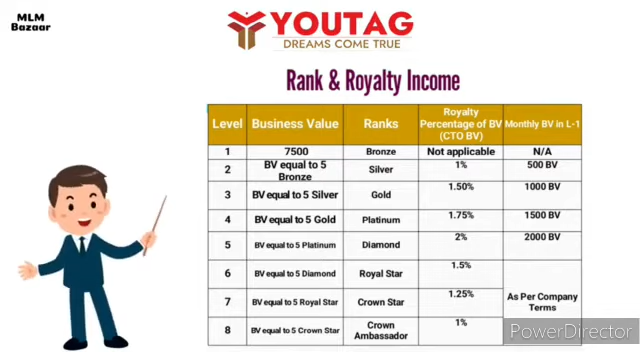 MLM
Bazaar
YOUTAG
DREAMS COME TRUE
Rank & Royalty Income
Level Business Value Ranks Royalty Percentage of BV (CTO BV) Monthly BV in L-1
1 7500 Bronze Not applicable N/A
2 BV equal to 5 Bronze Silver 1% 500 BV
3 BV equal to 5 Silver Gold 1.50% 1000 BV
4 BV equal to 5 Gold Platinum 1.75% 1500 BV
5 BV equal to 5 Platinum Diamond 2% 2000 BV
6 BV equal to 5 Diamond Royal Star 1.5%
7 BV equal to 5 Royal Star Crown Star 1.25% As Per Company Terms
8 BV equal to 5 Crown Star Crown Ambassador 1%
PowerDirector